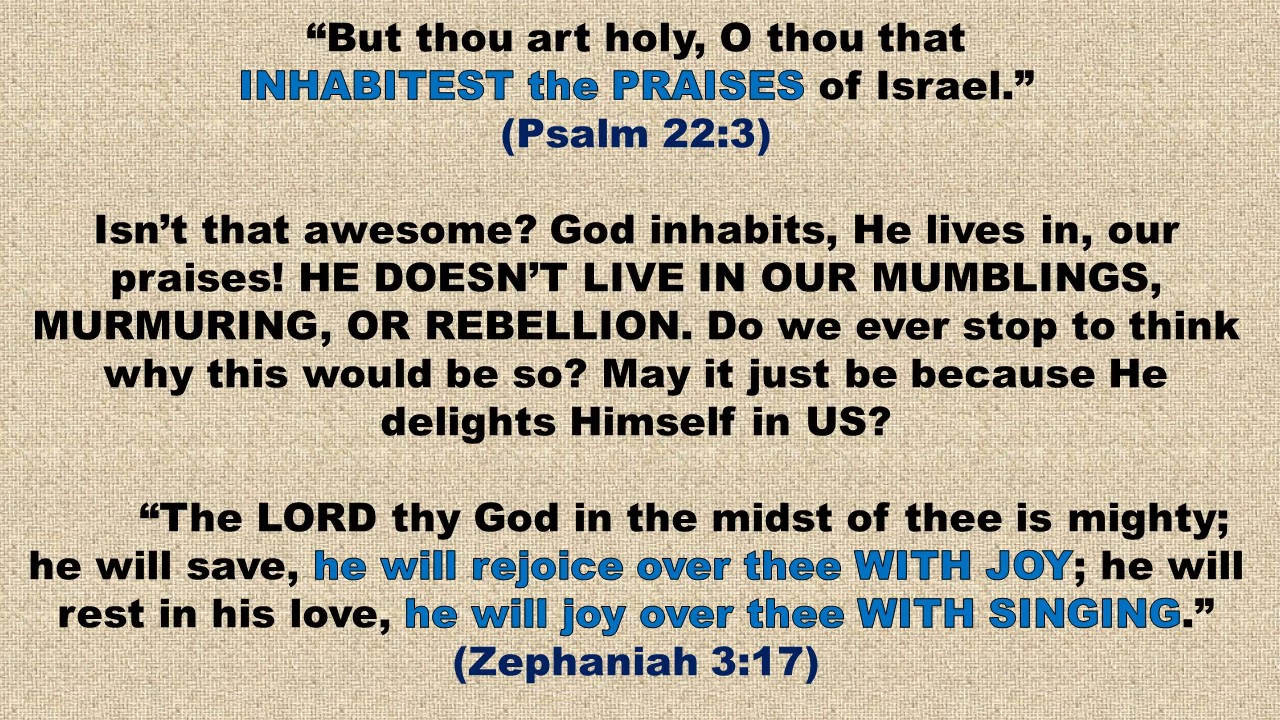 “But thou art holy, O thou that
INHABITEST the PRAISES of Israel.”
(Psalm 22:3)
Isn’t that awesome? God inhabits, He lives in, our
praises! HE DOESN’T LIVE IN OUR MUMBLINGS,
MURMURING, OR REBELLION. Do we ever stop to think
why this would be so? May it just be because He
delights Himself in US?
“The LORD thy God in the midst of thee is mighty;
he will save, he will rejoice over thee WITH JOY; he will
rest in his love, he will joy over thee WITH SINGING.”
(Zephaniah 3:17)